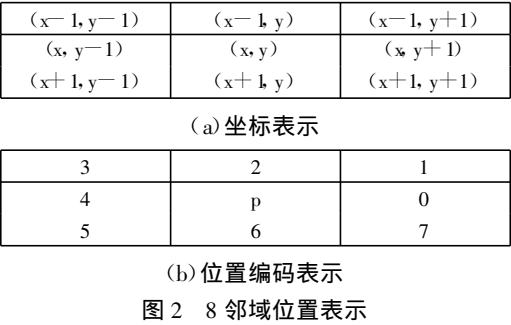 (x−1, y−1) (x−1, y) (x−1, y+1)
(x, y−1) (x, y) (x, y+1)
(x+1, y−1) (x+1, y) (x+1, y+1)
(a)坐标表示
3 2 1
4 p 0
5 6 7
(b)位置编码表示
图 2 8 邻域位置表示